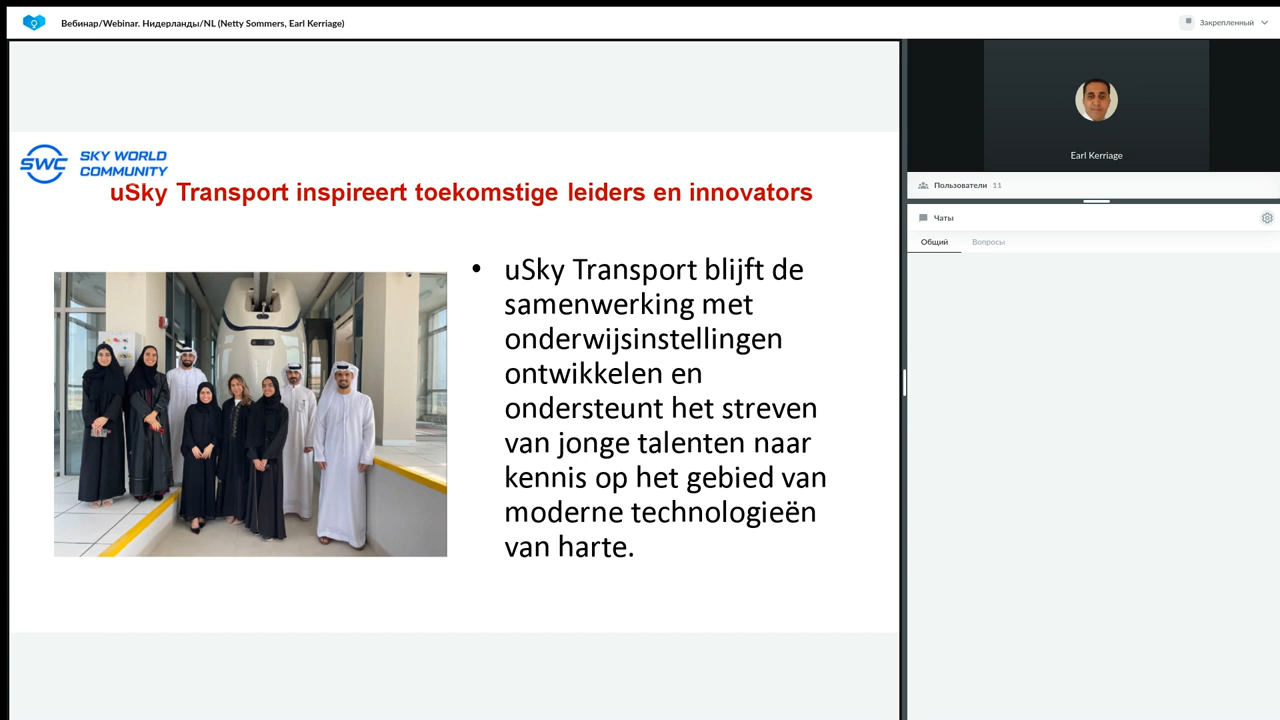 Вебинар/Webinar. Нидерланды/NL (Netty Sommers, Earl Kerriage)
Закрепленный
SWC SKY WORLD
COMMUNITY
uSky Transport inspireert toekomstige leiders en innovators
• uSky Transport blijft de
samenwerking met
onderwijsinstellingen
ontwikkelen en
ondersteunt het streven
van jonge talenten naar
kennis op het gebied van
moderne technologieën
van harte.
Earl Kerriage
Пользователи 11
Чаты
Общий Вопросы